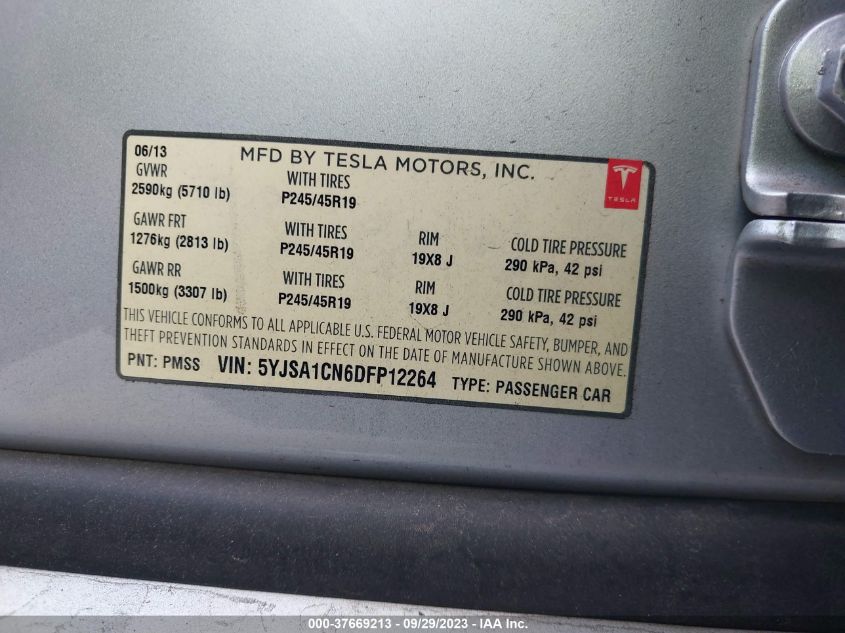 06/13 MFD BY TESLA MOTORS, INC.
GVWR WITH TIRES
2590kg (5710 lb) P245/45R19
TESLA
GAWR FRT WITH TIRES RIM COLD TIRE PRESSURE
1276kg (2813 lb) P245/45R19 19X8 J 290 kPa, 42 psi
GAWR RR WITH TIRES RIM COLD TIRE PRESSURE
1500kg (3307 lb) P245/45R19 19X8 J 290 kPa, 42 psi
THIS VEHICLE CONFORMS TO ALL APPLICABLE U.S. FEDERAL MOTOR VEHICLE SAFETY, BUMPER, AND
THEFT PREVENTION STANDARDS IN EFFECT ON THE DATE OF MANUFACTURE SHOWN ABOVE.
PNT: PMSS VIN: 5YJSA1CN6DFP12264 TYPE: PASSENGER CAR
000-37669213 - 09/29/2023 - IAA Inc.